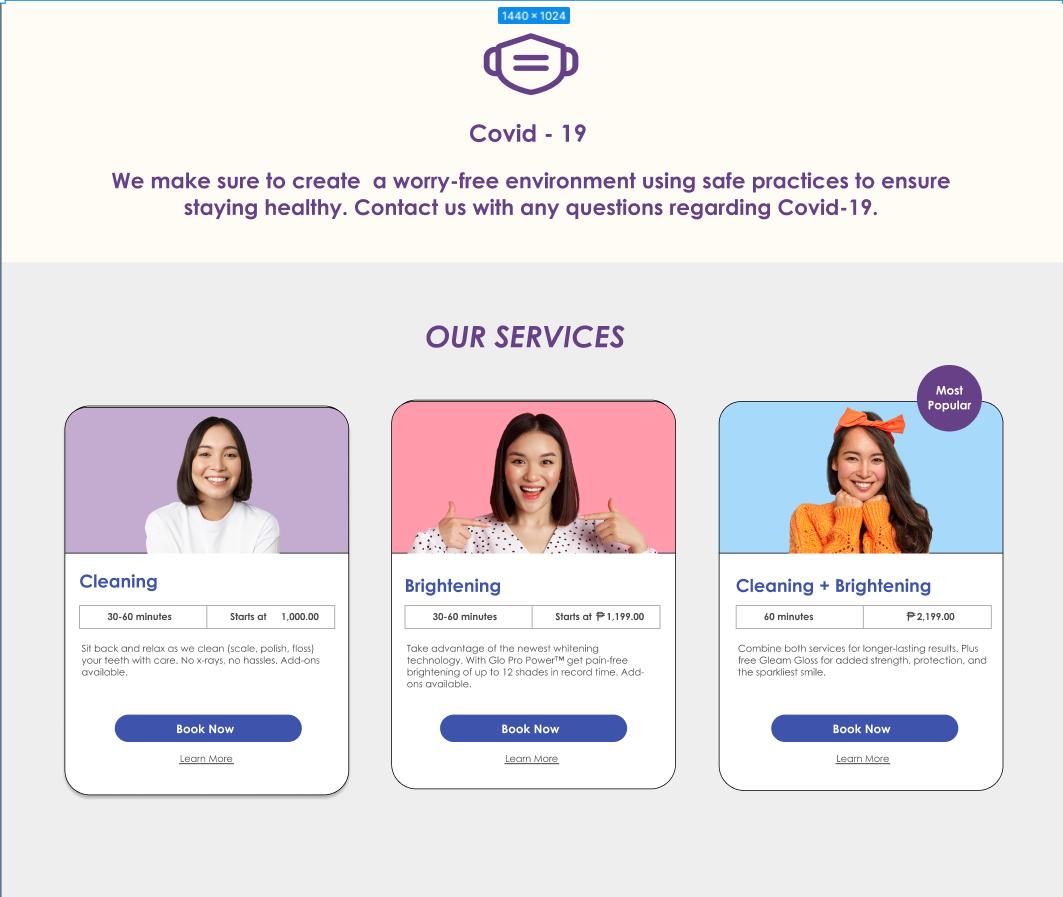 1440 × 1024
Covid - 19
We make sure to create  a worry-free environment using safe practices to ensure
staying healthy. Contact us with any questions regarding Covid-19.
OUR SERVICES
Most
Popular
Cleaning
30-60 minutes
Starts at 1,000.00
Sit back and relax as we clean (scale, polish, floss)
your teeth with care. No x-rays, no hassles. Add-ons
available.
Book Now
Learn More
Brightening
30-60 minutes
Starts at ₱1,199.00
Take advantage of the newest whitening
technology. With Glo Pro Power™ get pain-free
brightening of up to 12 shades in record time. Add-
ons available.
Book Now
Learn More
Cleaning + Brightening
60 minutes
₱2,199.00
Combine both services for longer-lasting results. Plus
free Gleam Gloss for added strength, protection, and
the sparkliest smile.
Book Now
Learn More